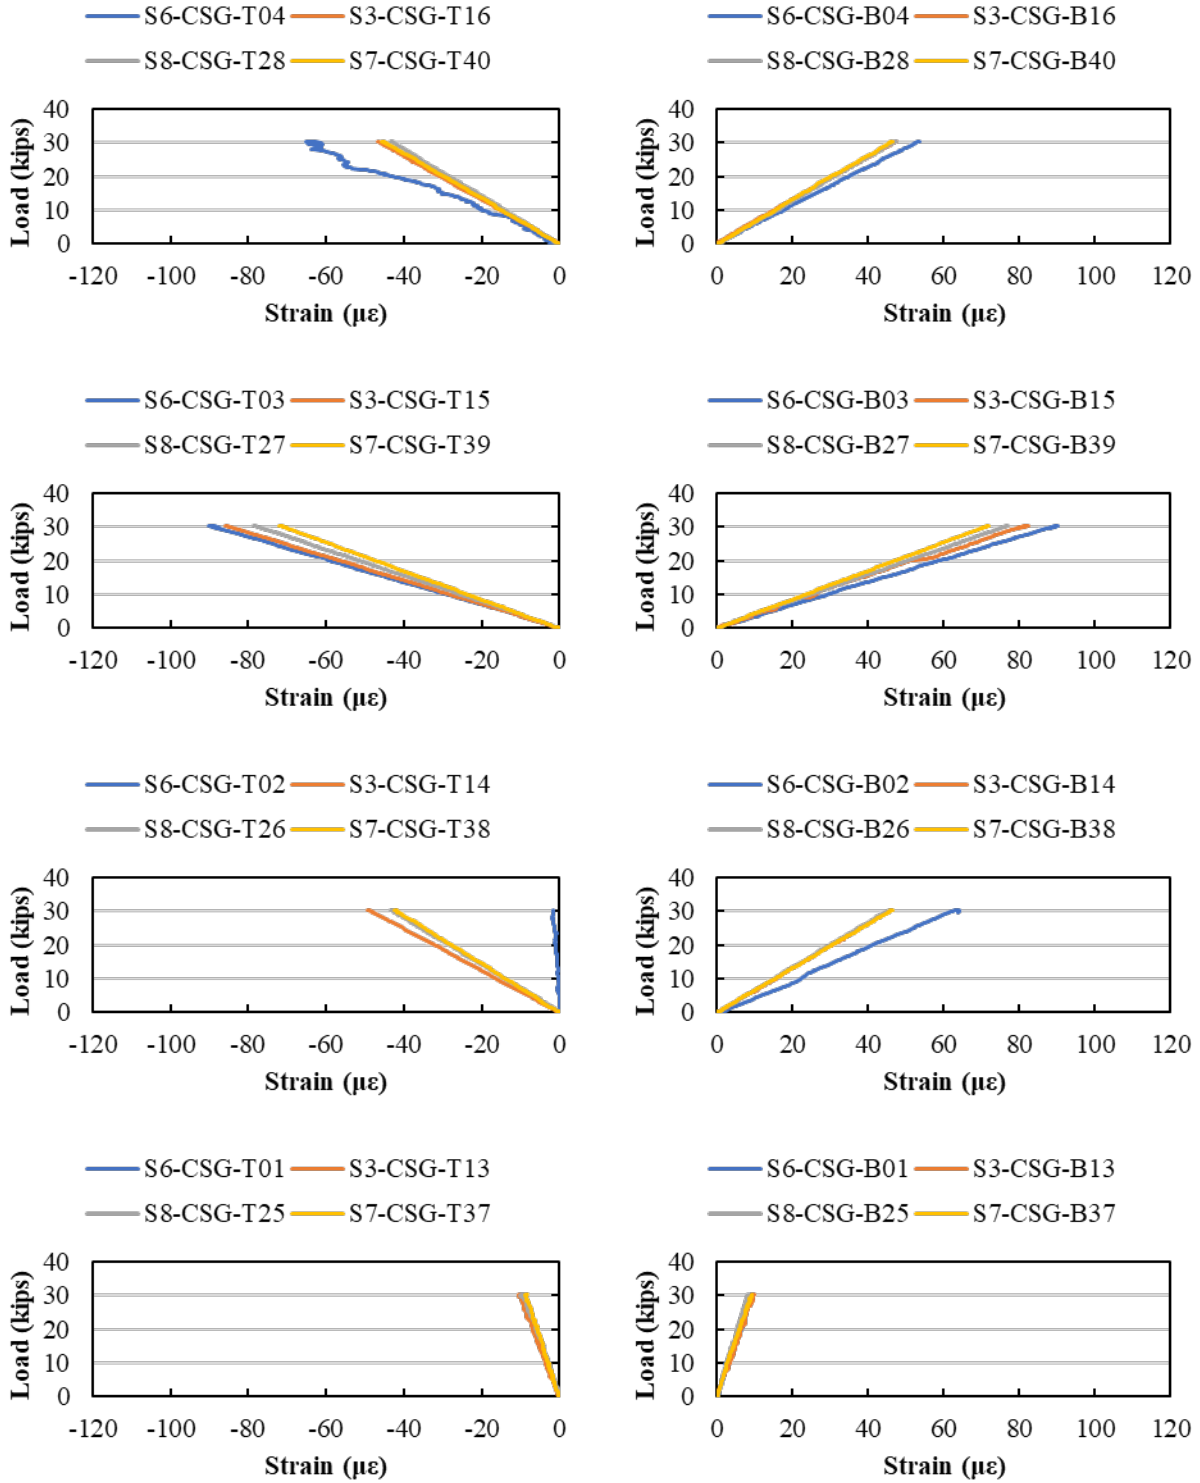 S6-CSG-T04 S3-CSG-T16
S8-CSG-T28 S7-CSG-T40
40
30
20
10
0
Load (kips)
-120 -100 -80 -60 -40 -20 0
Strain (με)
S6-CSG-B04 S3-CSG-B16
S8-CSG-B28 S7-CSG-B40
40
30
20
10
0
Load (kips)
0 20 40 60 80 100 120
Strain (με)
S6-CSG-T03 S3-CSG-T15
S8-CSG-T27 S7-CSG-T39
40
30
20
10
0
Load (kips)
-120 -100 -80 -60 -40 -20 0
Strain (με)
S6-CSG-B03 S3-CSG-B15
S8-CSG-B27 S7-CSG-B39
40
30
20
10
0
Load (kips)
0 20 40 60 80 100 120
Strain (με)
S6-CSG-T02 S3-CSG-T14
S8-CSG-T26 S7-CSG-T38
40
30
20
10
0
Load (kips)
-120 -100 -80 -60 -40 -20 0
Strain (με)
S6-CSG-B02 S3-CSG-B14
S8-CSG-B26 S7-CSG-B38
40
30
20
10
0
Load (kips)
0 20 40 60 80 100 120
Strain (με)
S6-CSG-T01 S3-CSG-T13
S8-CSG-T25 S7-CSG-T37
40
30
20
10
0
Load (kips)
-120 -100 -80 -60 -40 -20 0
Strain (με)
S6-CSG-B01 S3-CSG-B13
S8-CSG-B25 S7-CSG-B37
40
30
20
10
0
Load (kips)
0 20 40 60 80 100 120
Strain (με)